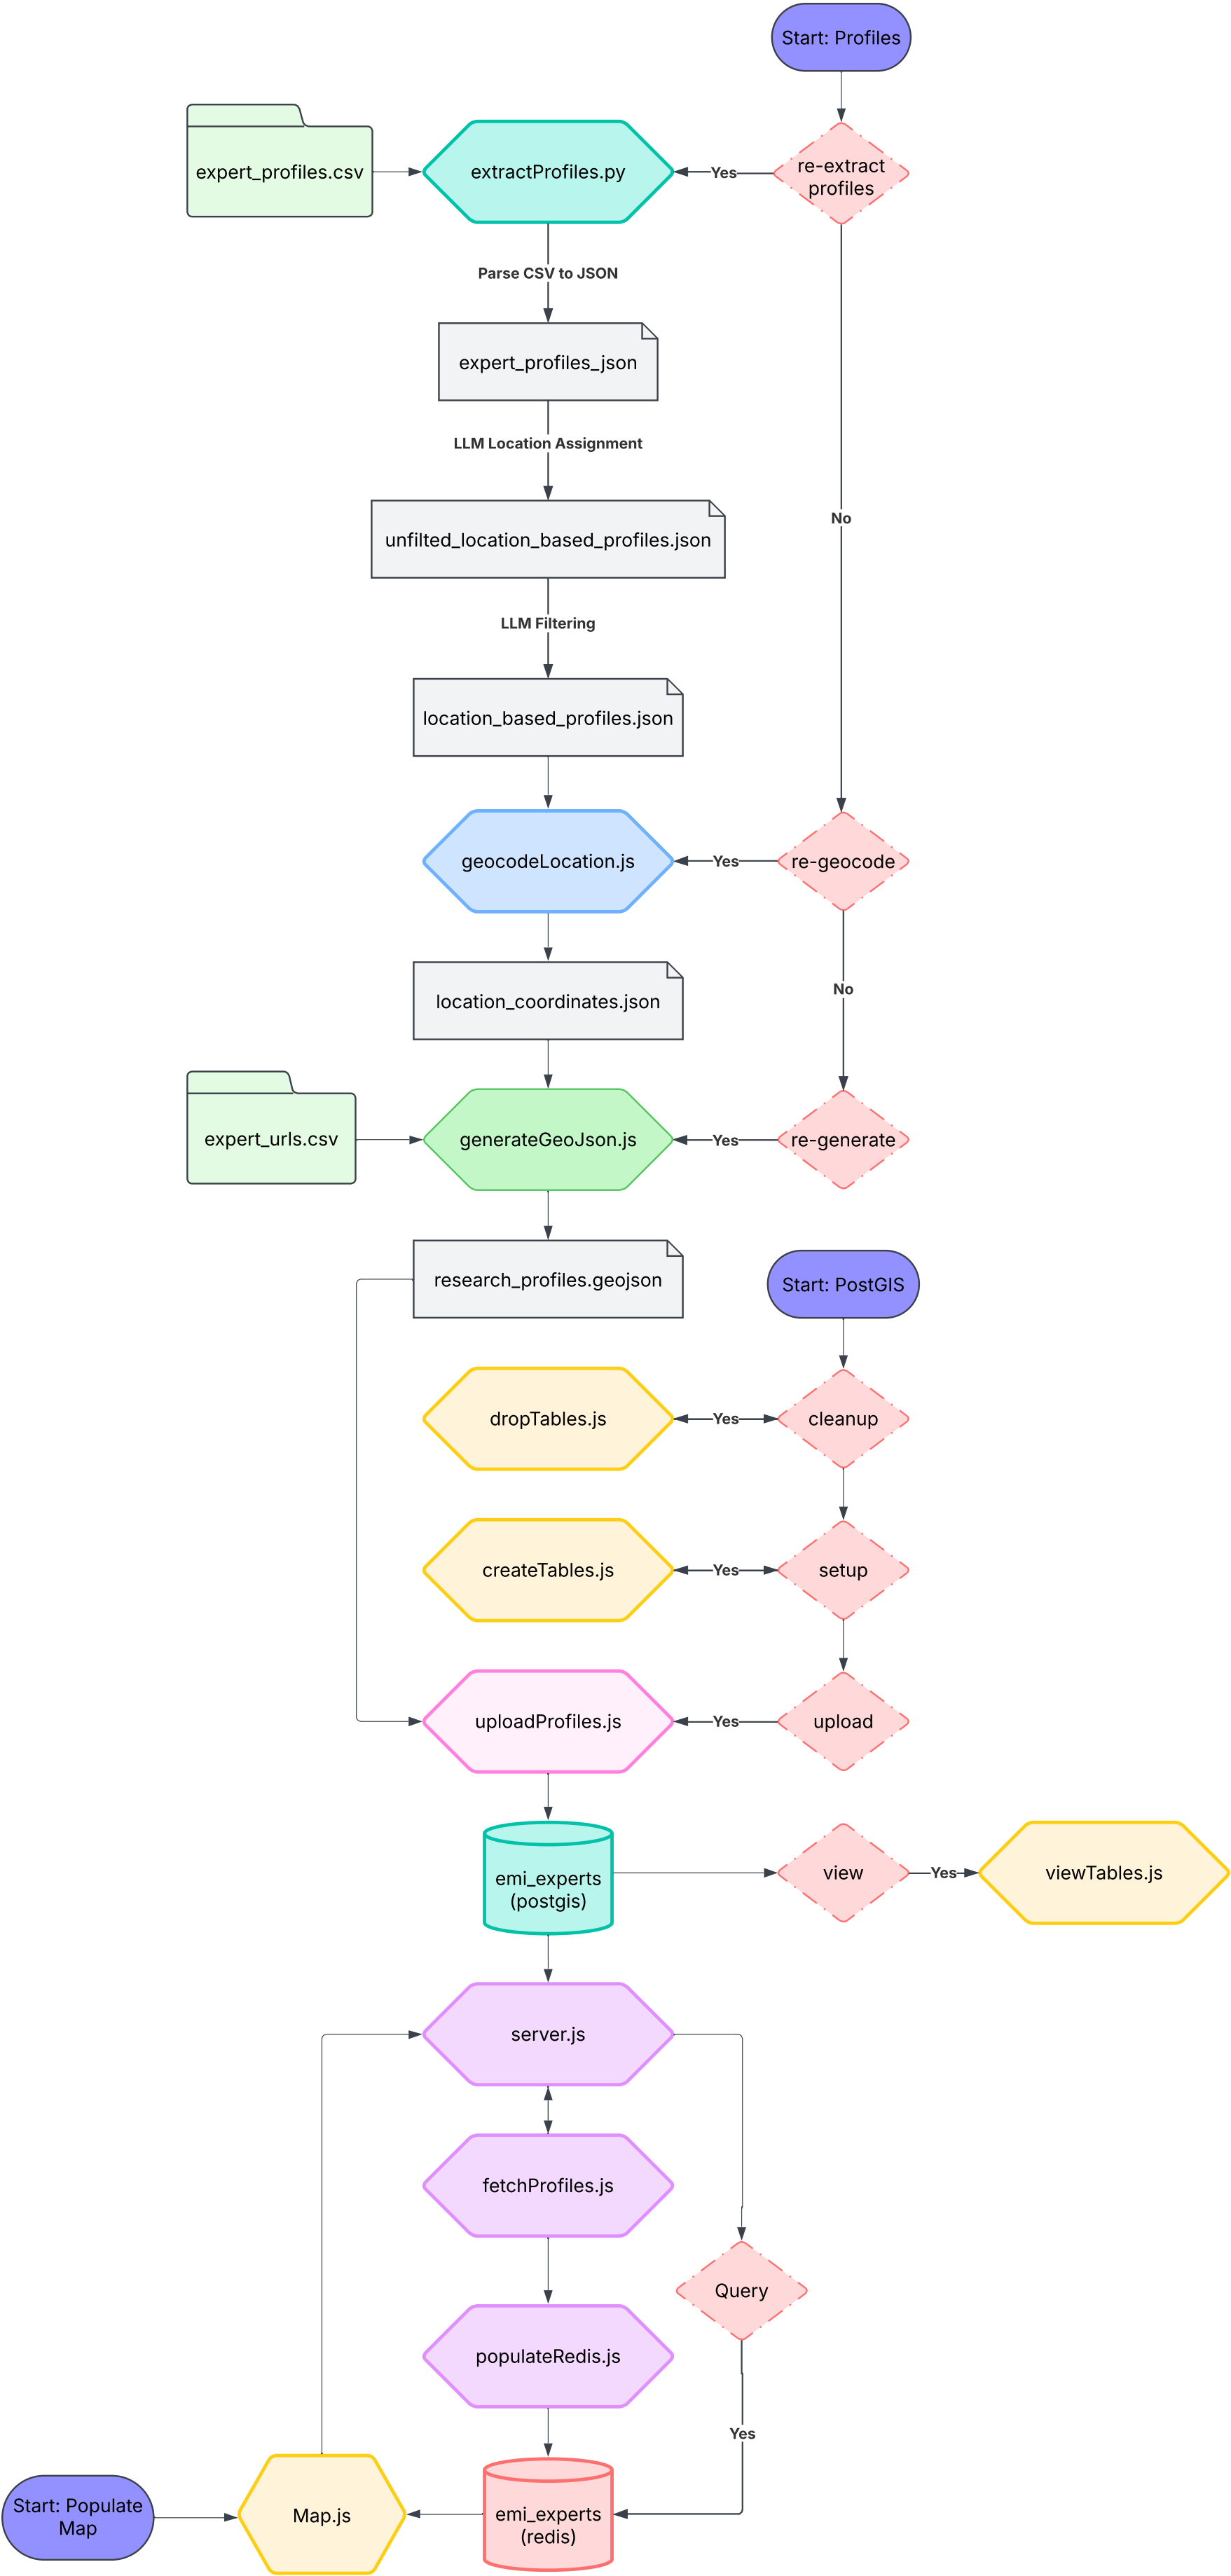 Start: Profiles
expert_profiles.csv
extractProfiles.py
Yes
re-extract
profiles
Parse CSV to JSON
expert_profiles_json
LLM Location Assignment
No
unfilted_location_based_profiles.json
LLM Filtering
location_based_profiles.json
geocodeLocation.js
Yes
re-geocode
No
location_coordinates.json
expert_urls.csv
generateGeoJson.js
Yes
re-generate
research_profiles.geojson
Start: PostGIS
dropTables.js
Yes
cleanup
createTables.js
Yes
setup
uploadProfiles.js
Yes
upload
emi_experts
(postgis)
view
Yes
viewTables.js
server.js
fetchProfiles.js
Query
populateRedis.js
Yes
Start: Populate
Map
Map.js
emi_experts
(redis)